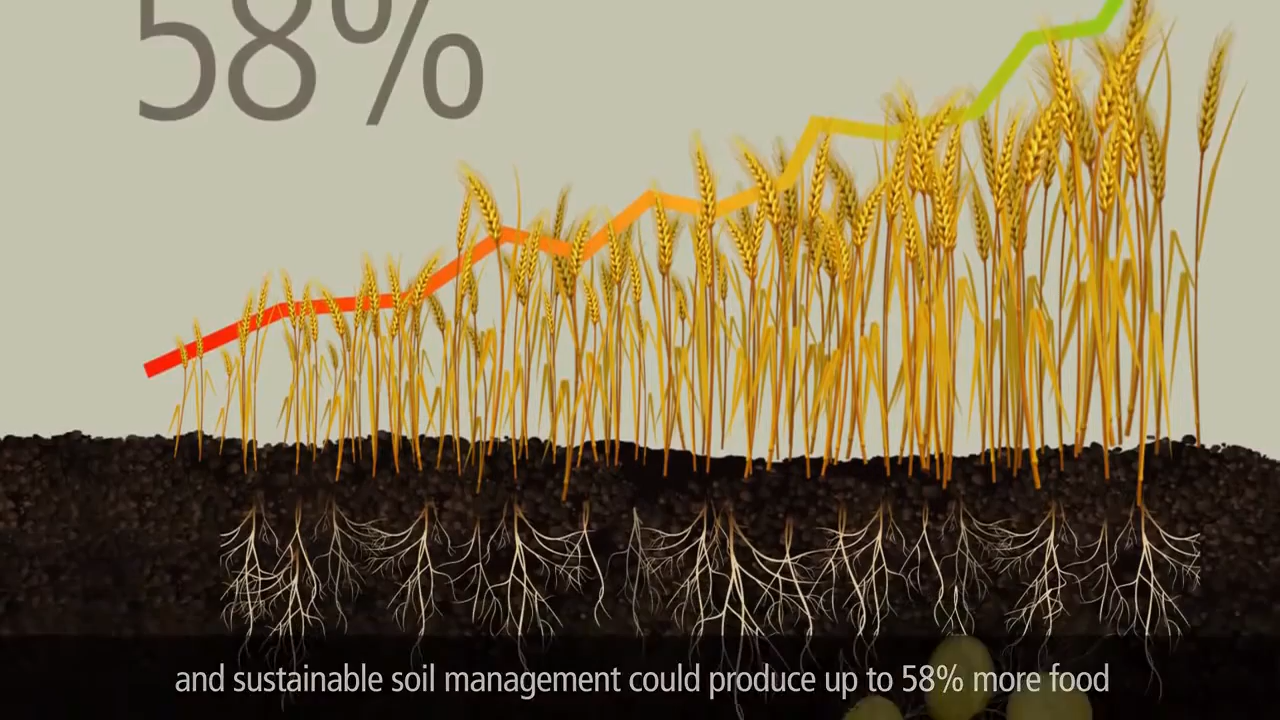 58%
and sustainable soil management could produce up to 58% more food